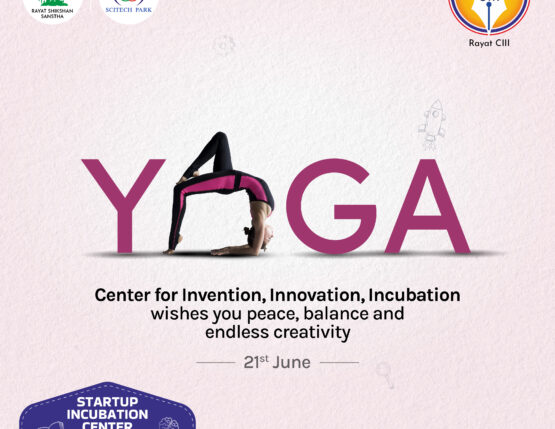 RAYAT SHIKSHAN
SANSTHA
SCITECH PARK
Rayat CIII
Y GA
Center for Invention, Innovation, Incubation
wishes you peace, balance and
endless creativity
21st June
STARTUP
INCUBATION
CENTER